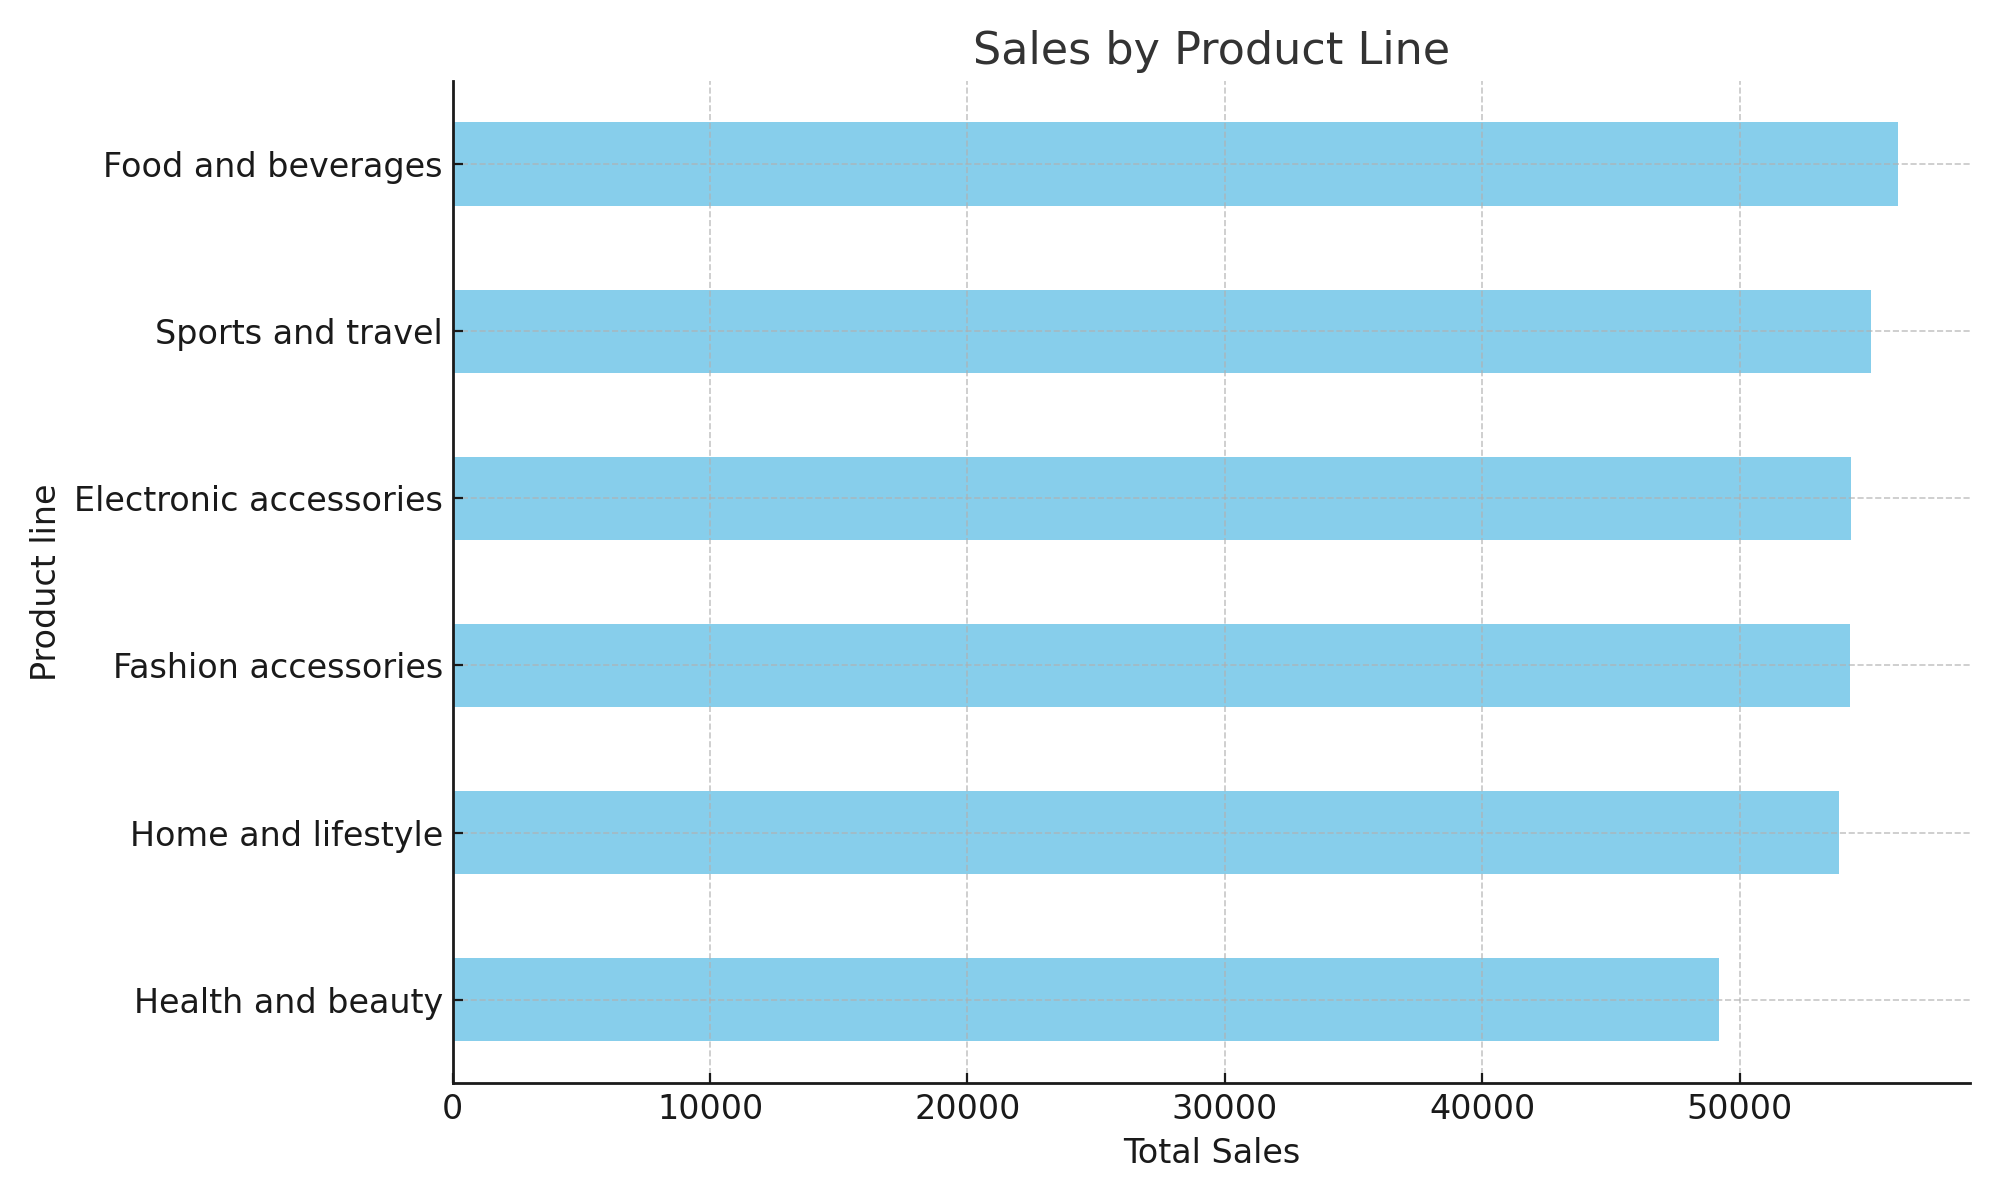 Sales by Product Line
Food and beverages
Sports and travel
Electronic accessories
Fashion accessories
Home and lifestyle
Health and beauty
Product line
0 10000 20000 30000 40000 50000
Total Sales